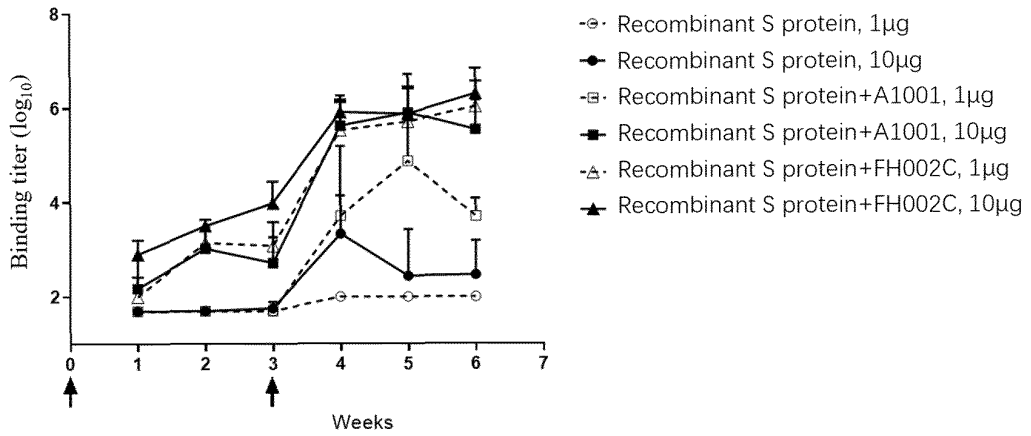 8
6
4
2
Binding titer (log10)
0 1 2 3 4 5 6 7
Weeks
Recombinant S protein, 1μg
Recombinant S protein, 10μg
Recombinant S protein+A1001, 1μg
Recombinant S protein+A1001, 10μg
Recombinant S protein+FH002C, 1μg
Recombinant S protein+FH002C, 10μg